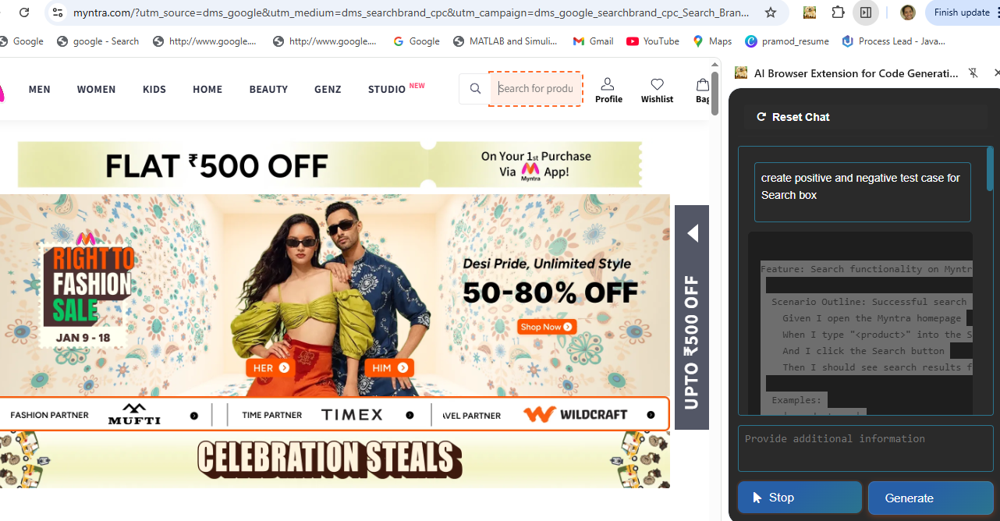 myntra.com/?utm_source=dms_google&utm_medium=dms_searchbrand_cpc&utm_campaign=dms_google_searchbrand_cpc_Search_Bran...
Finish update
Google
google - Search
http://www.google....
http://www.google....
Google
MATLAB and Simuli...
Gmail
YouTube
Maps
pramod_resume
Process Lead - Java...
MEN
WOMEN
KIDS
HOME
BEAUTY
GENZ
STUDIO NEW
Search for produ
Profile
Wishlist
Bag
FLAT ₹500 OFF
On Your 1st Purchase
Via Myntra App!
RIGHT TO
FASHION
SALE
JAN 9 - 18
Desi Pride, Unlimited Style
50-80% OFF
Shop Now
HER
HIM
UPTO ₹500 OFF
FASHION PARTNER
MUFTI
TIME PARTNER
TIMEX
AVEL PARTNER
WILDCRAFT
CELEBRATION STEALS
AI Browser Extension for Code Generati...
Reset Chat
create positive and negative test case for
Search box
Feature: Search functionality on Myntr
Scenario Outline: Successful search
Given I open the Myntra homepage
When I type "<product>" into the S
And I click the Search button
Then I should see search results f
Examples:
Provide additional information
Stop
Generate